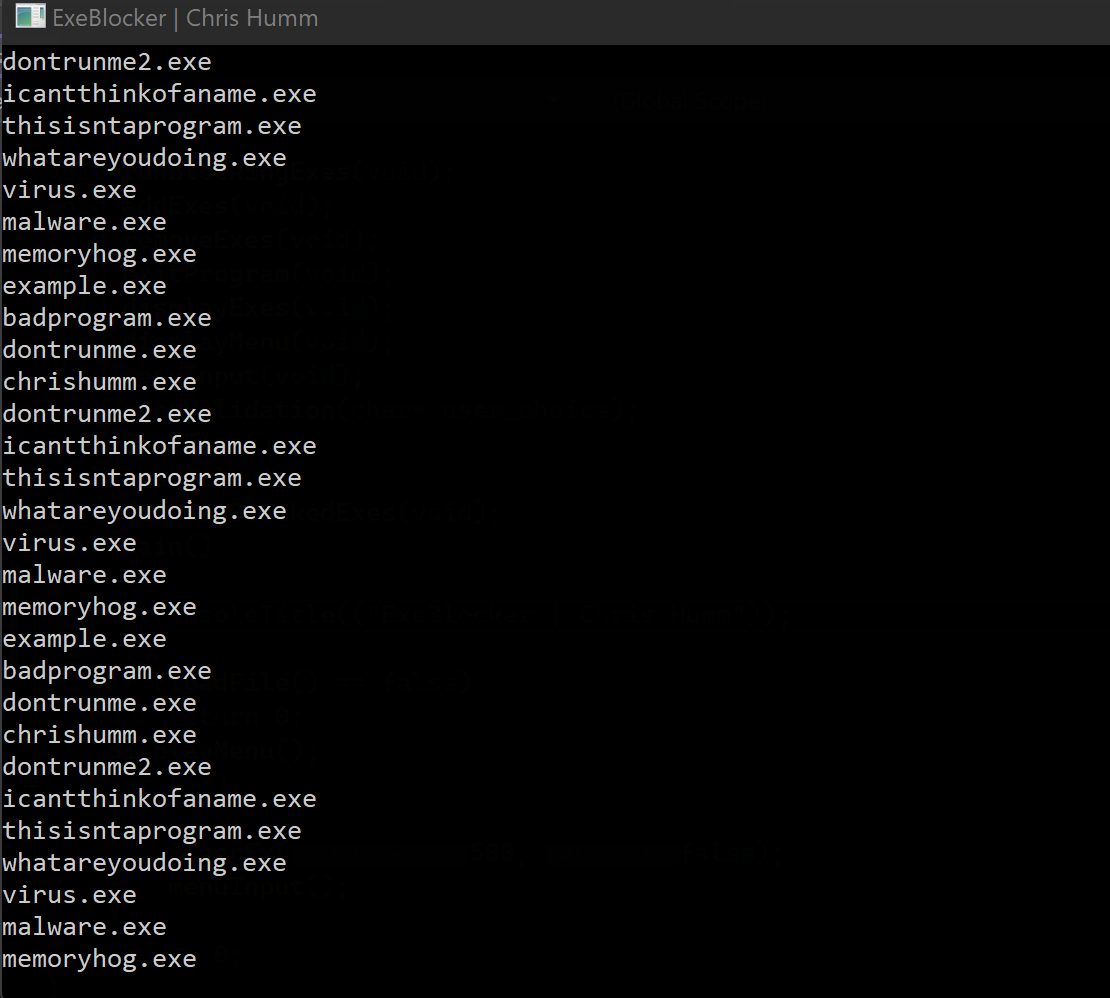 ExeBlocker | Chris Humm
dontrunme2.exe
icantthinkofaname.exe
thisisntaprogram.exe
whatareyoudoing.exe
virus.exe
malware.exe
memoryhog.exe
example.exe
badprogram.exe
dontrunme.exe
chrishumm.exe
dontrunme2.exe
icantthinkofaname.exe
thisisntaprogram.exe
whatareyoudoing.exe
virus.exe
malware.exe
memoryhog.exe
example.exe
badprogram.exe
dontrunme.exe
chrishumm.exe
dontrunme2.exe
icantthinkofaname.exe
thisisntaprogram.exe
whatareyoudoing.exe
virus.exe
malware.exe
memoryhog.exe